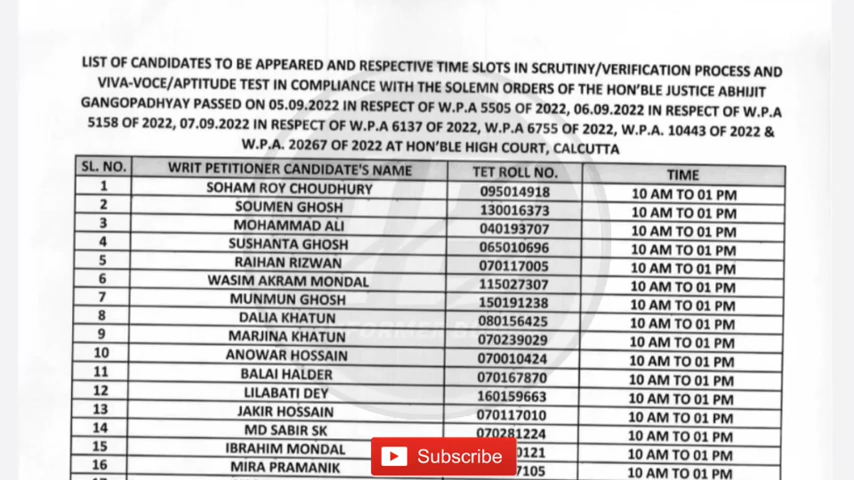 LIST OF CANDIDATES TO BE APPEARED AND RESPECTIVE TIME SLOTS IN SCRUTINY/VERIFICATION PROCESS AND
VIVA-VOCE/APTITUDE TEST IN COMPLIANCE WITH THE SOLEMN ORDERS OF THE HON'BLE JUSTICE ABHIJIT
GANGOPADHYAY PASSED ON 05.09.2022 IN RESPECT OF W.P.A 5505 OF 2022, 06.09.2022 IN RESPECT OF W.P.A
5158 OF 2022, 07.09.2022 IN RESPECT OF W.P.A 6137 OF 2022, W.P.A 6755 OF 2022, W.P.A. 10443 OF 2022 &
W.P.A. 20267 OF 2022 AT HON'BLE HIGH COURT, CALCUTTA
SL. NO. WRIT PETITIONER CANDIDATE'S NAME TET ROLL NO. TIME
1 SOHAM ROY CHOUDHURY 095014918 10 AM TO 01 PM
2 SOUMEN GHOSH 130016373 10 AM TO 01 PM
3 MOHAMMAD ALI 040193707 10 AM TO 01 PM
4 SUSHANTA GHOSH 065010696 10 AM TO 01 PM
5 RAIHAN RIZWAN 070117005 10 AM TO 01 PM
6 WASIM AKRAM MONDAL 115027307 10 AM TO 01 PM
7 MUNMUN GHOSH 150191238 10 AM TO 01 PM
8 DALIA KHATUN 080156425 10 AM TO 01 PM
9 MARJINA KHATUN 070239029 10 AM TO 01 PM
10 ANOWAR HOSSAIN 070010424 10 AM TO 01 PM
11 BALAI HALDER 070167870 10 AM TO 01 PM
12 LILABATI DEY 160159663 10 AM TO 01 PM
13 JAKIR HOSSAIN 070117010 10 AM TO 01 PM
14 MD SABIR SK 070281224 10 AM TO 01 PM
15 IBRAHIM MONDAL 0121 10 AM TO 01 PM
16 MIRA PRAMANIK 7105 10 AM TO 01 PM
Subscribe